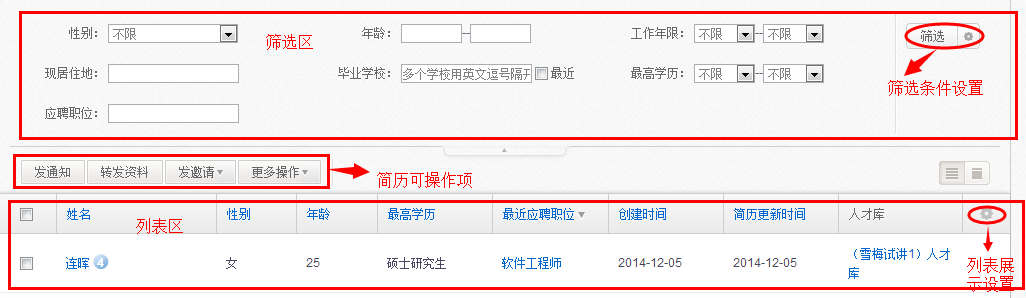 性别： 不限 筛选区 年龄： -- 工作年限： 不限 -- 不限 筛选
现居住地： 毕业学校： 多个学校用英文逗号隔开 最近 最高学历： 不限 -- 不限
筛选条件设置
应聘职位：
发通知 转发资料 发邀请 更多操作
简历可操作项
姓名 性别 年龄 最高学历 最近应聘职位 创建时间 简历更新时间 人才库
列表区
连晖 4 女 25 硕士研究生 软件工程师 2014-12-05 2014-12-05 （雪梅试讲1）人才库
列表展
示设置